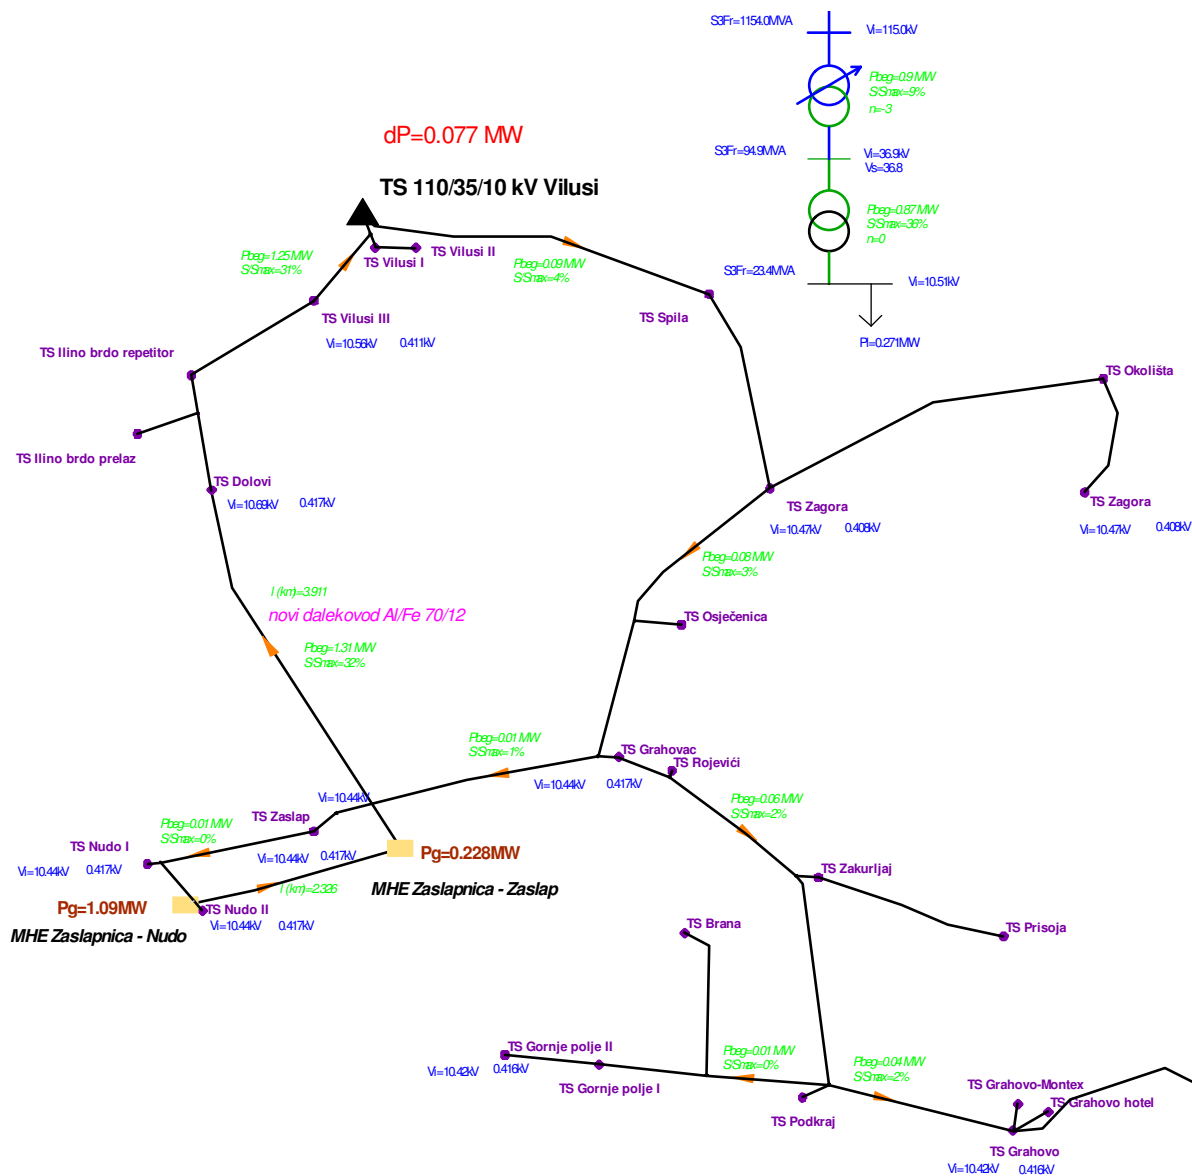 S3Fr=1154.0MVA
Vi=115.0kV
Pbeg=0.9 MW
S/Smax=9%
n=-3
dP=0.077 MW
S3Fr=94.9MVA
Vi=36.9kV
Vs=36.8
TS 110/35/10 kV Vilusi
Pbeg=0.87 MW
S/Smax=36%
n=0
Pbeg=1.25 MW
S/Smax=31%
TS Vilusi I
TS Vilusi II
Pbeg=0.09 MW
S/Smax=4%
S3Fr=23.4MVA
Vi=10.51kV
TS Vilusi III
TS Spila
Vi=10.56kV
0.411kV
Pl=0.271MW
TS Ilino brdo repetitor
TS Okolišta
TS Ilino brdo prelaz
TS Dolovi
Vi=10.69kV
0.417kV
TS Zagora
Vi=10.47kV
0.408kV
TS Zagora
Vi=10.47kV
0.408kV
Pbeg=0.08 MW
S/Smax=3%
l (km)=3.911
novi dalekovod Al/Fe 70/12
TS Osječenica
Pbeg=1.31 MW
S/Smax=32%
Pbeg=0.01 MW
S/Smax=1%
TS Grahovac
TS Rojevići
Vi=10.44kV
0.417kV
Vi=10.44kV
Pbeg=0.06 MW
S/Smax=2%
TS Zaslap
Pbeg=0.01 MW
S/Smax=0%
TS Nudo I
Vi=10.44kV
0.417kV
Vi=10.44kV
0.417kV
Pg=0.228MW
TS Zakurljaj
l (km)=2.326
MHE Zaslapnica - Zaslap
Pg=1.09MW
TS Nudo II
Vi=10.44kV
0.417kV
MHE Zaslapnica - Nudo
TS Brana
TS Prisoja
TS Gornje polje II
Vi=10.42kV
0.416kV
TS Gornje polje I
Pbeg=0.01 MW
S/Smax=0%
Pbeg=0.04 MW
S/Smax=2%
TS Grahovo-Montex
TS Grahovo hotel
TS Podkraj
TS Grahovo
Vi=10.42kV
0.416kV